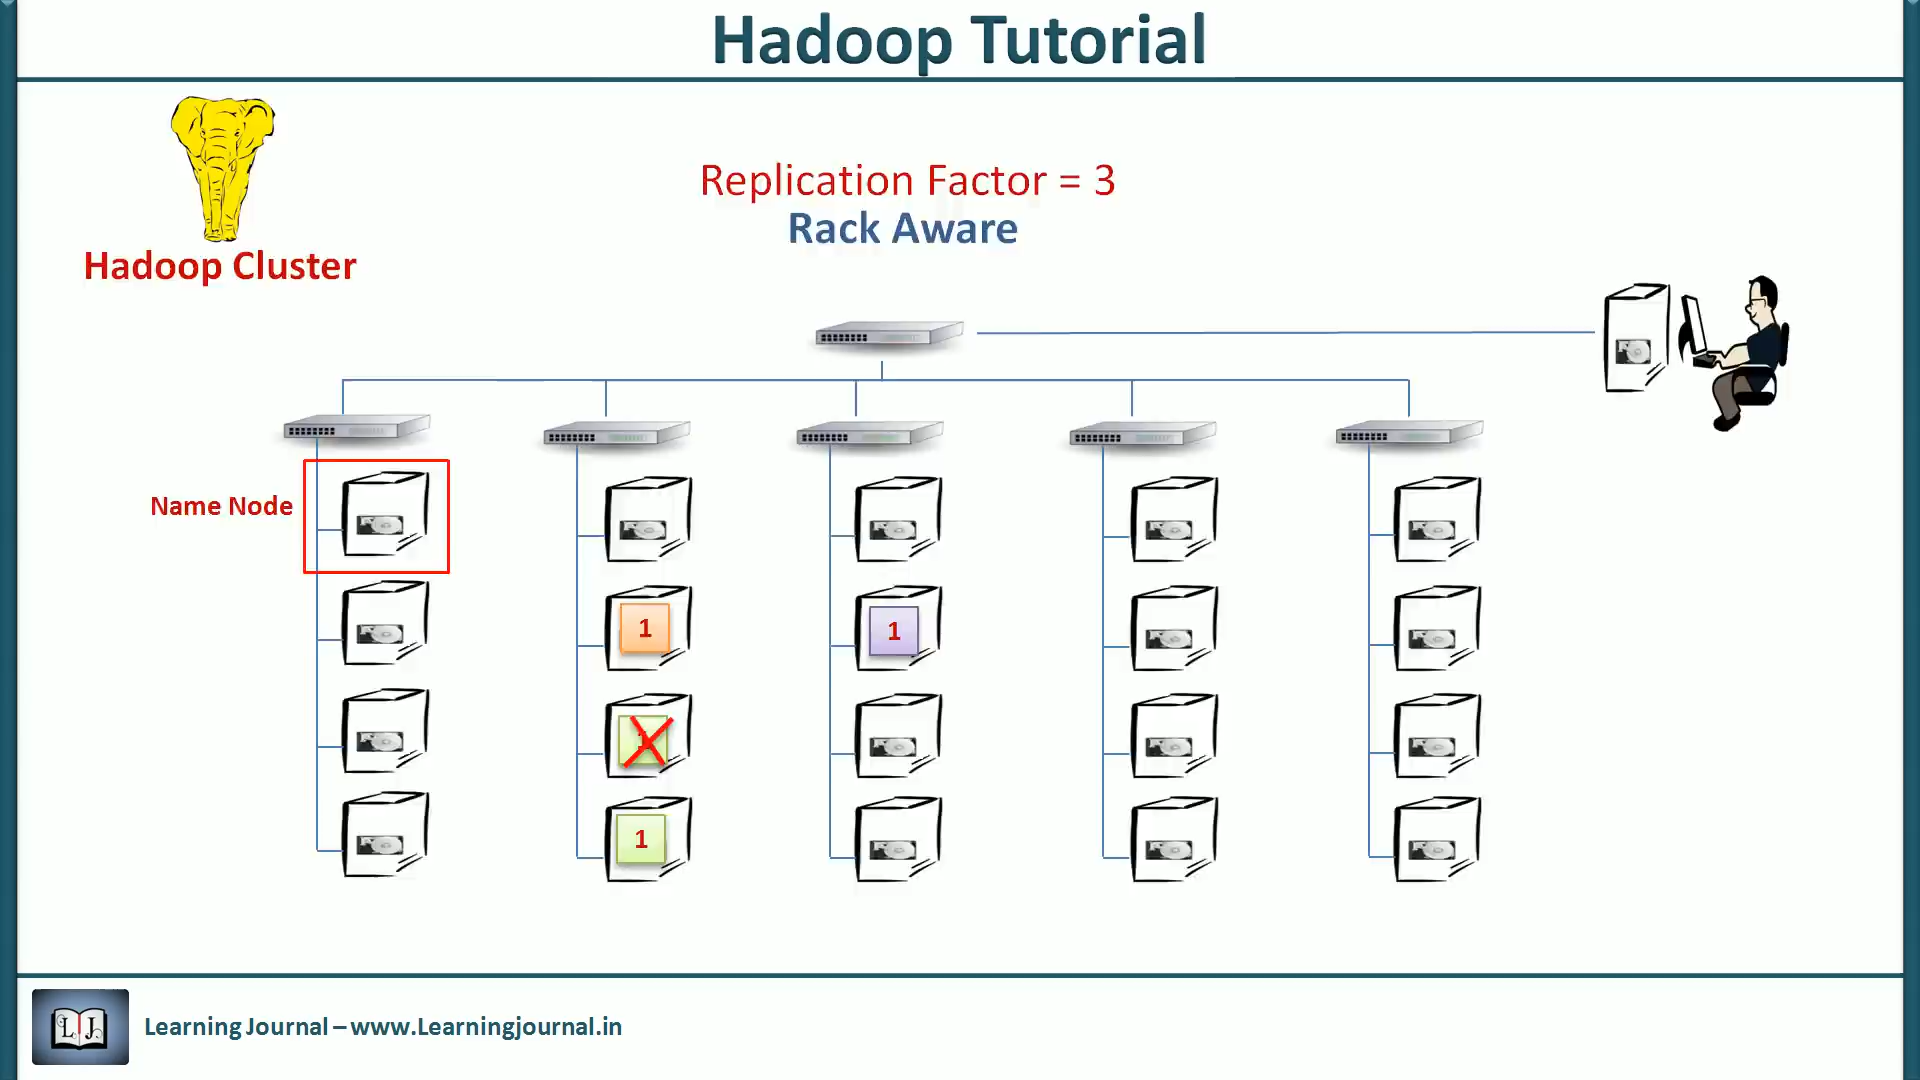 Hadoop Tutorial
Replication Factor = 3
Rack Aware
Hadoop Cluster
Name Node
1
1
1
L J
Learning Journal – www.Learningjournal.in